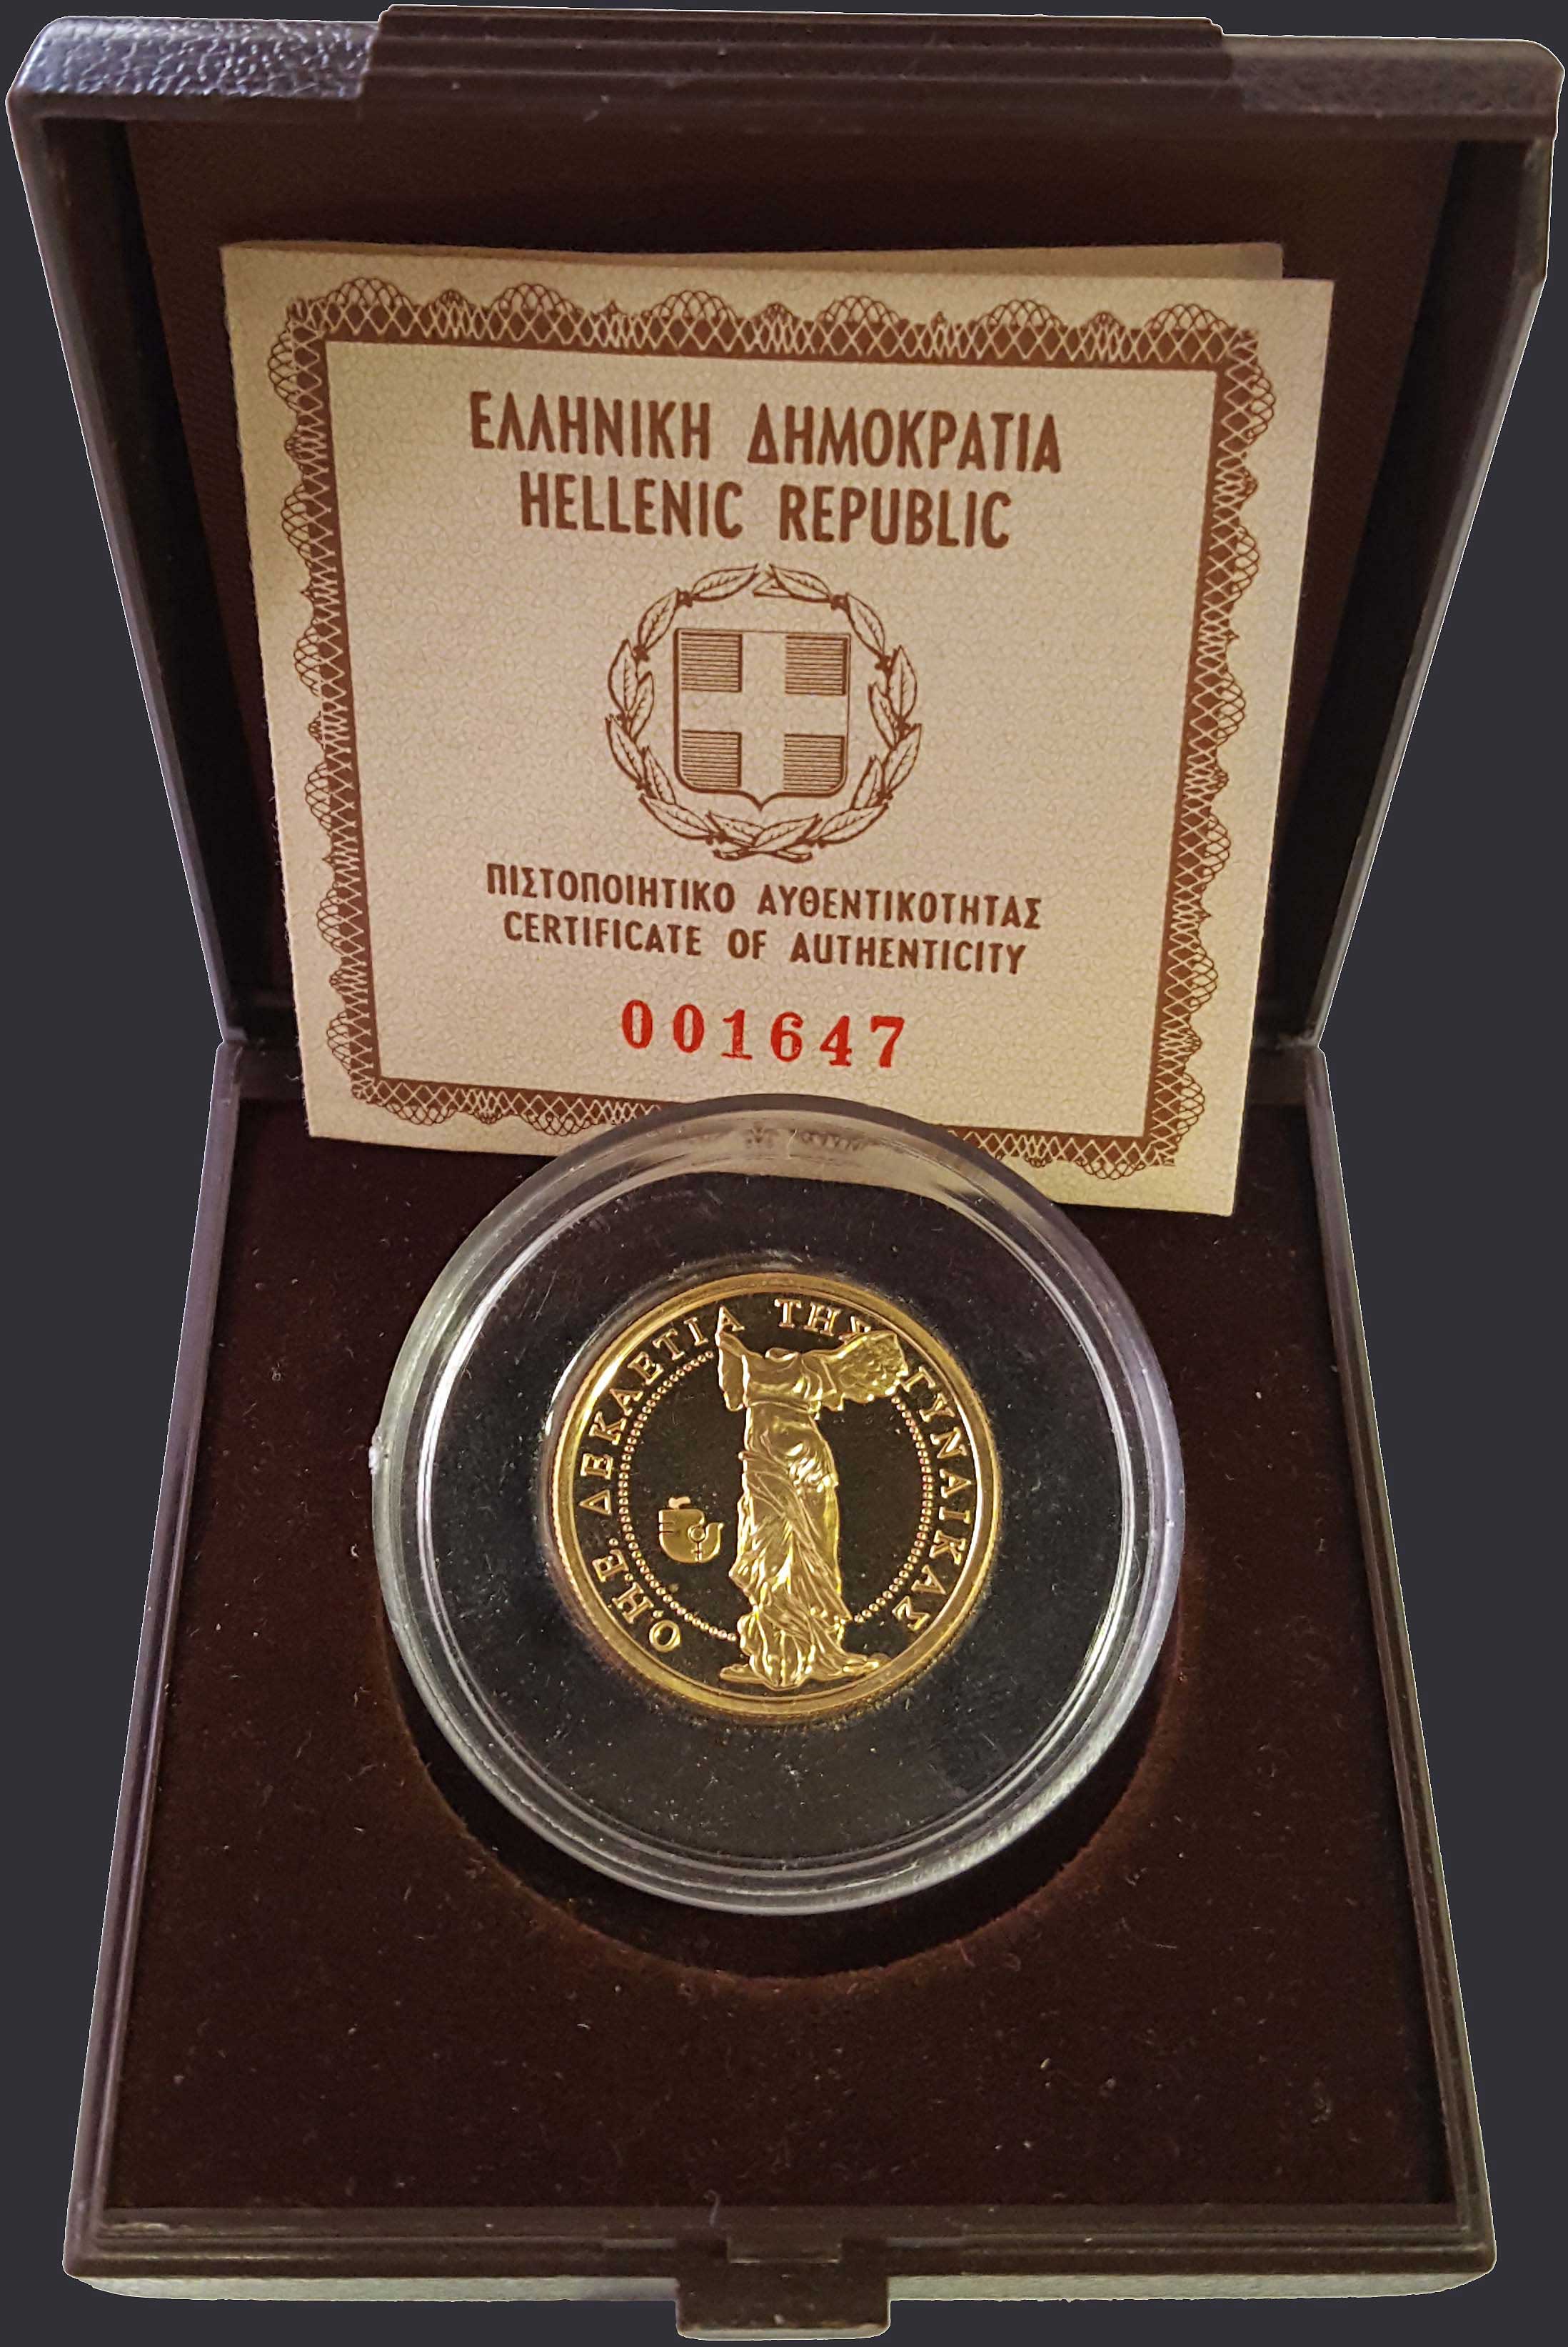 ΕΛΛΗΝΙΚΗ ΔΗΜΟΚΡΑΤΙΑ
HELLENIC REPUBLIC
ΠΙΣΤΟΠΟΙΗΤΙΚΟ ΑΥΘΕΝΤΙΚΟΤΗΤΑΣ
CERTIFICATE OF AUTHENTICITY
001647
Ο.Η.Ε. ΔΕΚΑΕΤΙΑ ΤΗΣ ΓΥΝΑΙΚΑΣ